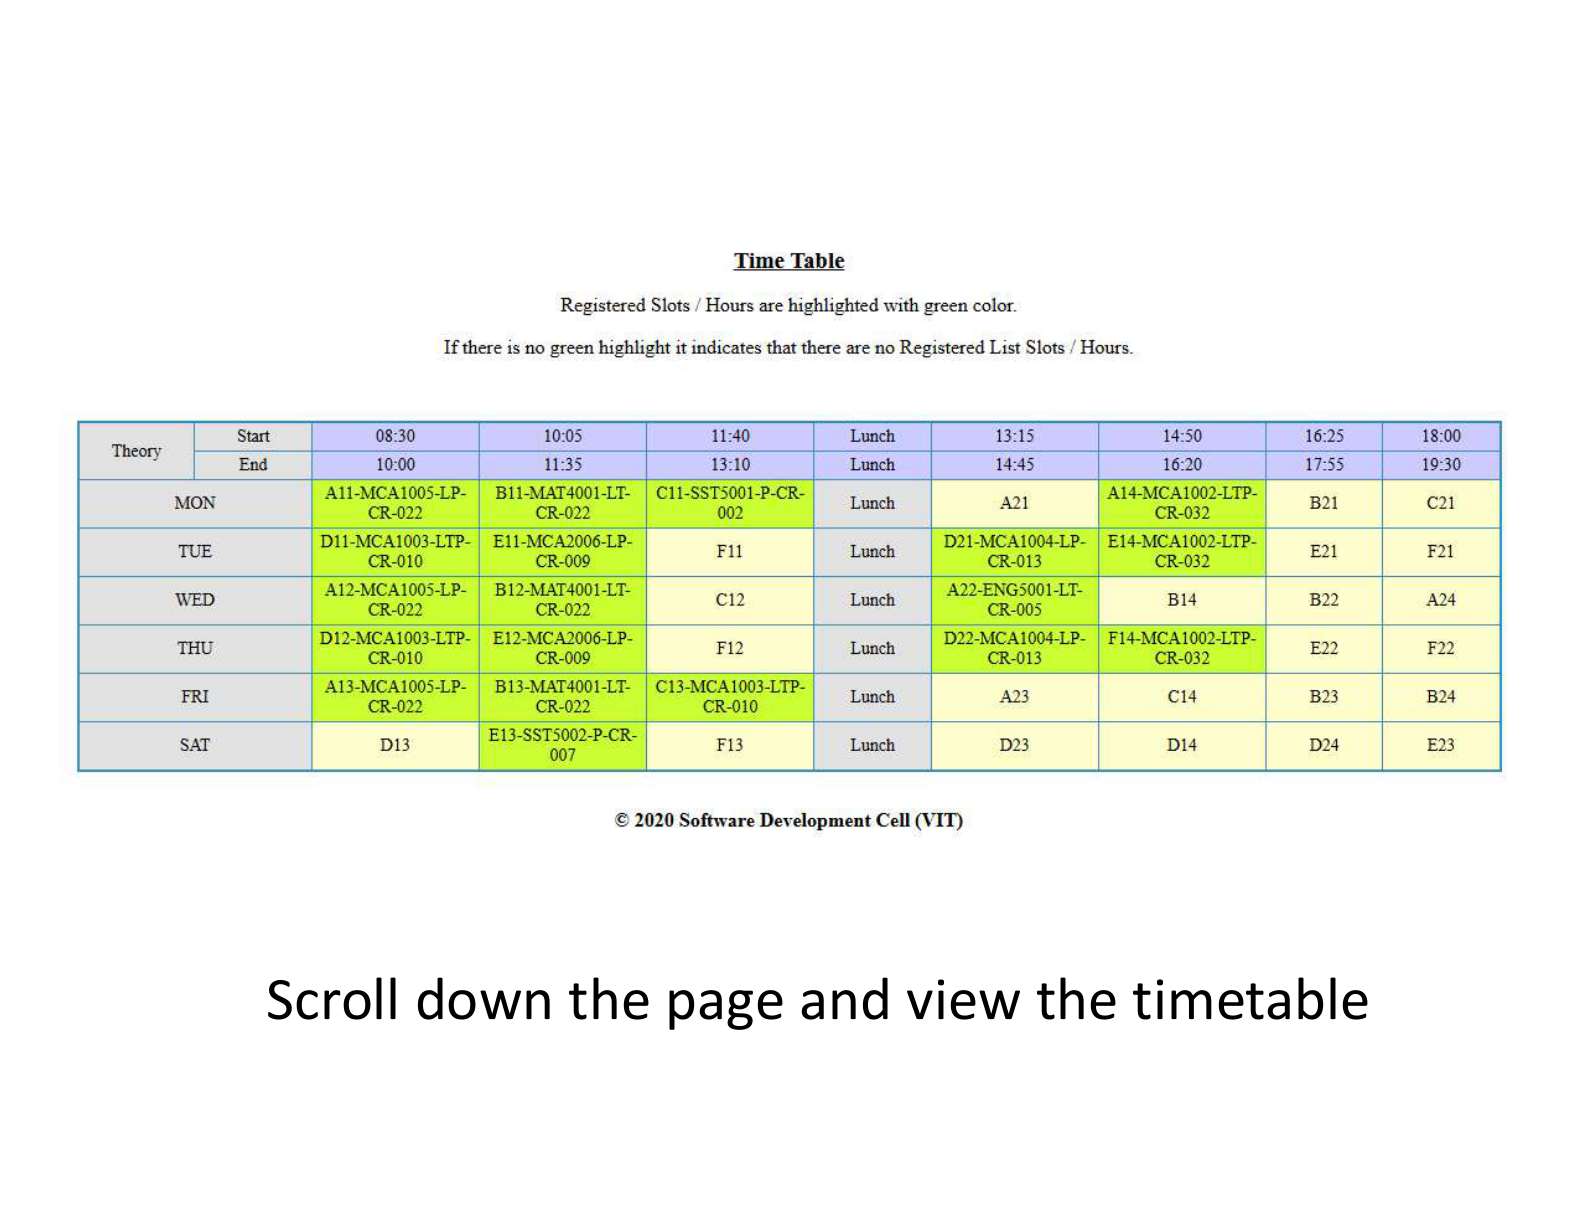 Time Table
Registered Slots / Hours are highlighted with green color.
If there is no green highlight it indicates that there are no Registered List Slots / Hours.
Theory Start 08:30 10:05 11:40 Lunch 13:15 14:50 16:25 18:00
End 10:00 11:35 13:10 Lunch 14:45 16:20 17:55 19:30
MON A11-MCA1005-LP-CR-022 B11-MAT4001-LT-CR-022 C11-SST5001-P-CR-002 Lunch A21 A14-MCA1002-LTP-CR-032 B21 C21
TUE D11-MCA1003-LTP-CR-010 E11-MCA2006-LP-CR-009 F11 Lunch D21-MCA1004-LP-CR-013 E14-MCA1002-LTP-CR-032 E21 F21
WED A12-MCA1005-LP-CR-022 B12-MAT4001-LT-CR-022 C12 Lunch A22-ENG5001-LT-CR-005 B14 B22 A24
THU D12-MCA1003-LTP-CR-010 E12-MCA2006-LP-CR-009 F12 Lunch D22-MCA1004-LP-CR-013 F14-MCA1002-LTP-CR-032 E22 F22
FRI A13-MCA1005-LP-CR-022 B13-MAT4001-LT-CR-022 C13-MCA1003-LTP-CR-010 Lunch A23 C14 B23 B24
SAT D13 E13-SST5002-P-CR-007 F13 Lunch D23 D14 D24 E23
© 2020 Software Development Cell (VIT)
Scroll down the page and view the timetable